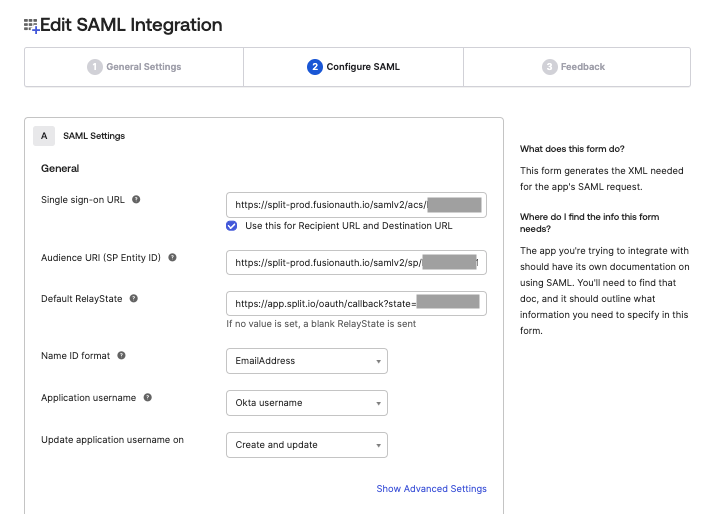 Edit SAML Integration
1 General Settings
2 Configure SAML
3 Feedback
A SAML Settings
General
Single sign-on URL ?
https://split-prod.fusionauth.io/samlv2/acs/
Use this for Recipient URL and Destination URL
Audience URI (SP Entity ID) ?
https://split-prod.fusionauth.io/samlv2/sp/
Default RelayState ?
https://app.split.io/oauth/callback?state=
If no value is set, a blank RelayState is sent
Name ID format ?
EmailAddress
Application username ?
Okta username
Update application username on
Create and update
Show Advanced Settings
What does this form do?
This form generates the XML needed
for the app's SAML request.
Where do I find the info this form
needs?
The app you're trying to integrate with
should have its own documentation on
using SAML. You'll need to find that
doc, and it should outline what
information you need to specify in this
form.